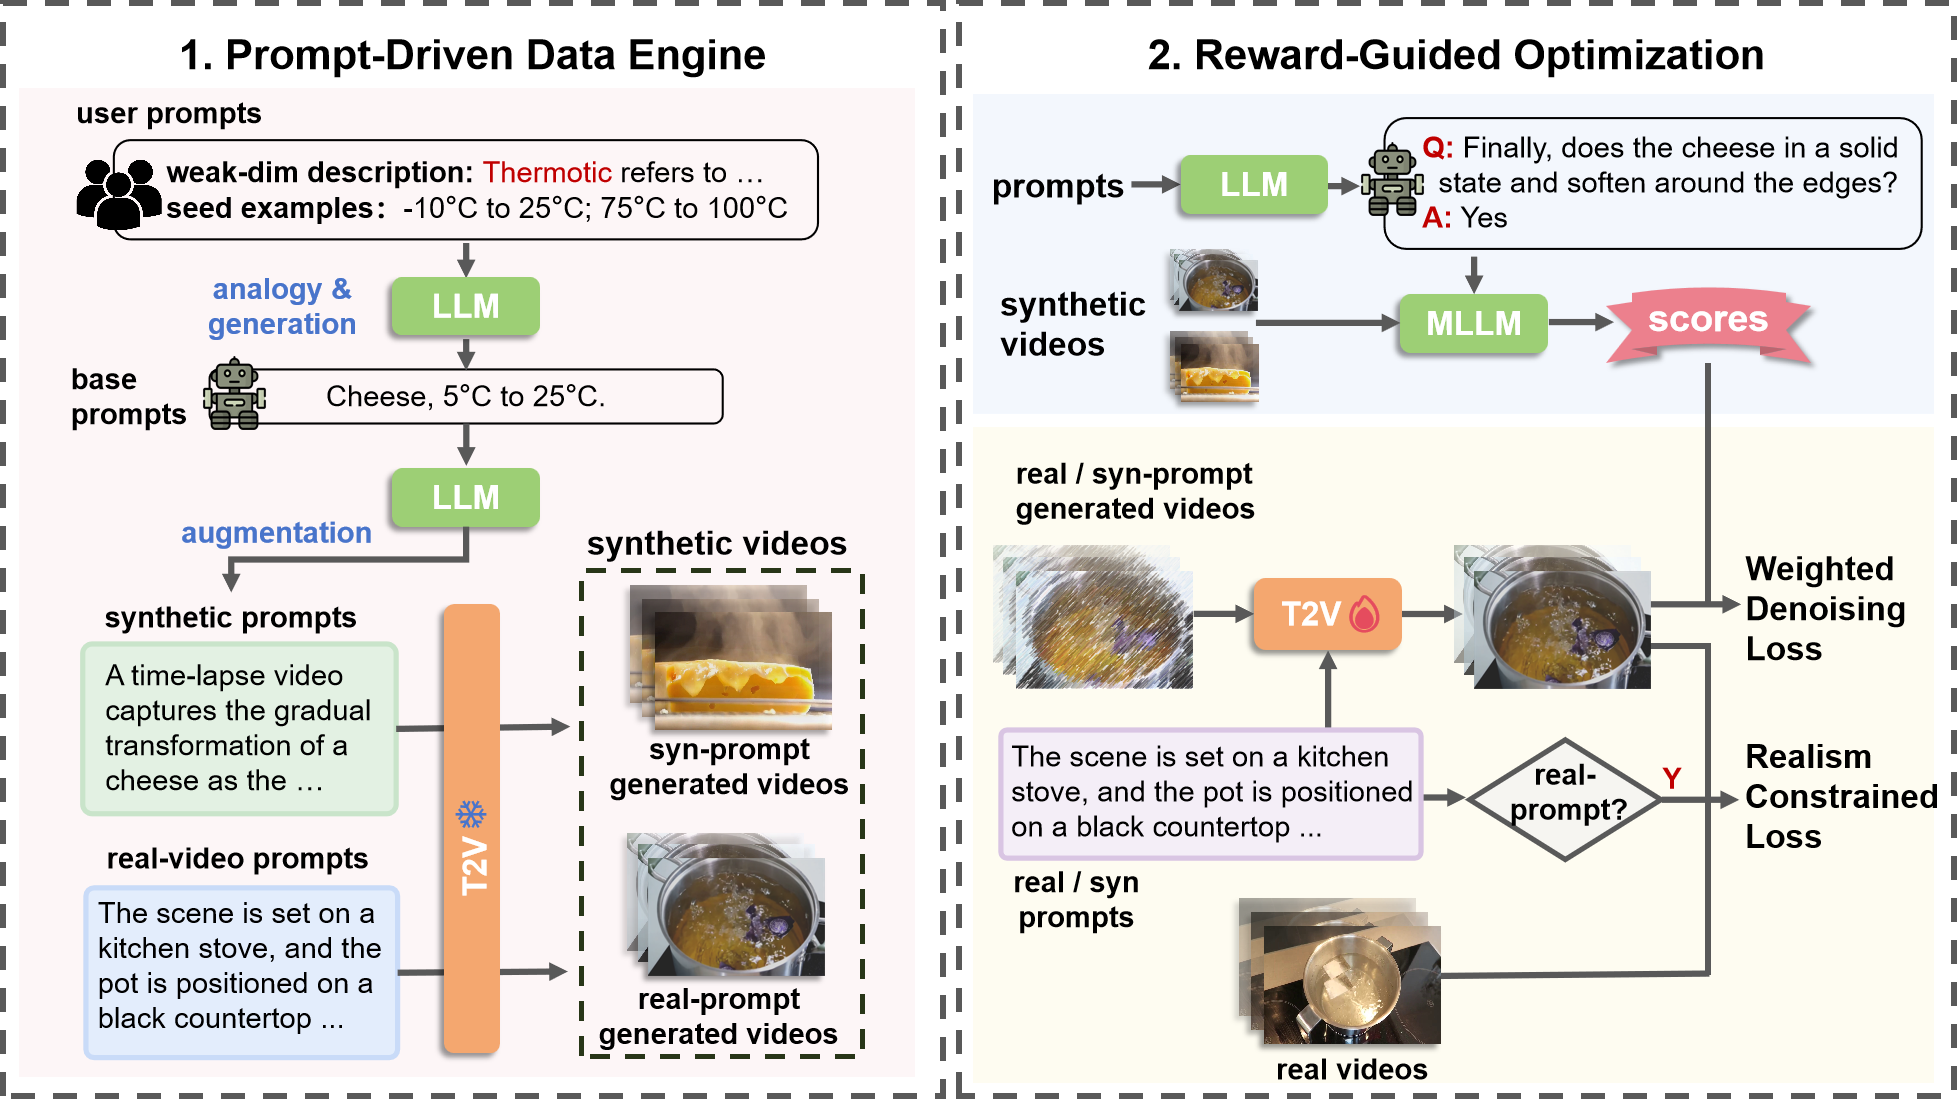 1. Prompt-Driven Data Engine
user prompts
weak-dim description: Thermotic refers to …
seed examples: -10°C to 25°C; 75°C to 100°C
analogy &
generation
LLM
base
prompts
Cheese, 5°C to 25°C.
LLM
augmentation
synthetic prompts
A time-lapse video
captures the gradual
transformation of a
cheese as the …
real-video prompts
The scene is set on a
kitchen stove, and the
pot is positioned on a
black countertop ...
T2V
synthetic videos
syn-prompt
generated videos
real-prompt
generated videos
2. Reward-Guided Optimization
prompts
LLM
Q: Finally, does the cheese in a solid
state and soften around the edges?
A: Yes
synthetic
videos
MLLM
scores
real / syn-prompt
generated videos
T2V
Weighted
Denoising
Loss
The scene is set on a kitchen
stove, and the pot is positioned
on a black countertop ...
real / syn
prompts
real-
prompt?
Y
Realism
Constrained
Loss
real videos